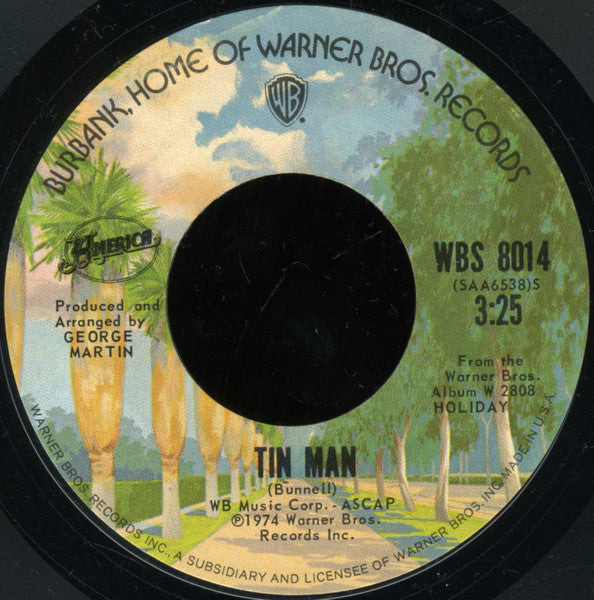 BURBANK, HOME OF WARNER BROS. RECORDS
WB
AMERICA
Produced and
Arranged by
GEORGE
MARTIN
WBS 8014
(SAA6538)S
3:25
From the
Warner Bros.
Album W 2808
HOLIDAY
TIN MAN
(Bunnell)
WB Music Corp. - ASCAP
℗1974 Warner Bros.
Records Inc.
WARNER BROS. RECORDS INC., A SUBSIDIARY AND LICENSEE OF WARNER BROS. INC. MADE IN U.S.A.